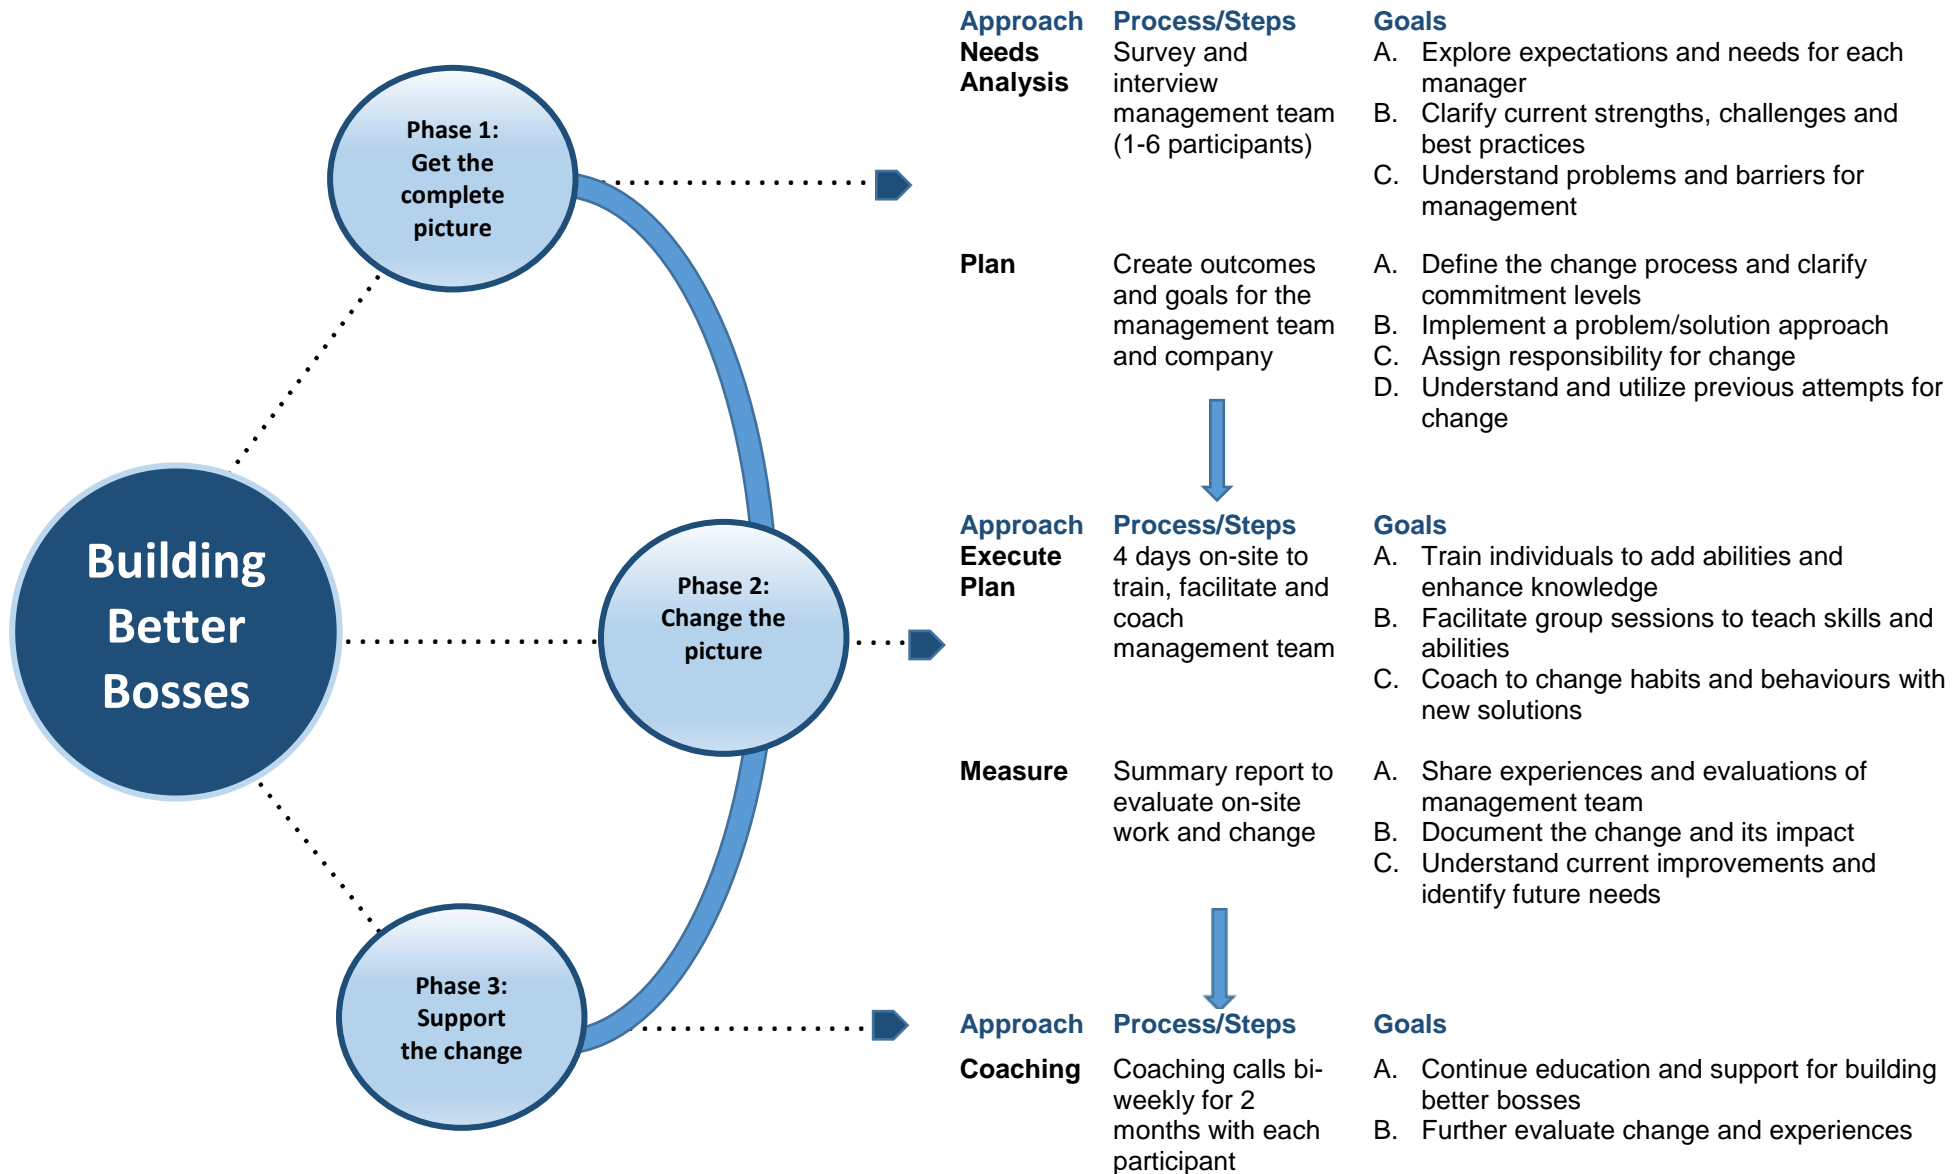 Building
Better
Bosses
Phase 1:
Get the
complete
picture
Phase 2:
Change the
picture
Phase 3:
Support
the change
Approach Process/Steps Goals
Needs
Analysis
Survey and
interview
management team
(1-6 participants)
A. Explore expectations and needs for each
manager
B. Clarify current strengths, challenges and
best practices
C. Understand problems and barriers for
management
Plan
Create outcomes
and goals for the
management team
and company
A. Define the change process and clarify
commitment levels
B. Implement a problem/solution approach
C. Assign responsibility for change
D. Understand and utilize previous attempts for
change
Approach Process/Steps Goals
Execute
Plan
4 days on-site to
train, facilitate and
coach
management team
A. Train individuals to add abilities and
enhance knowledge
B. Facilitate group sessions to teach skills and
abilities
C. Coach to change habits and behaviours with
new solutions
Measure
Summary report to
evaluate on-site
work and change
A. Share experiences and evaluations of
management team
B. Document the change and its impact
C. Understand current improvements and
identify future needs
Approach Process/Steps Goals
Coaching
Coaching calls bi-
weekly for 2
months with each
participant
A. Continue education and support for building
better bosses
B. Further evaluate change and experiences